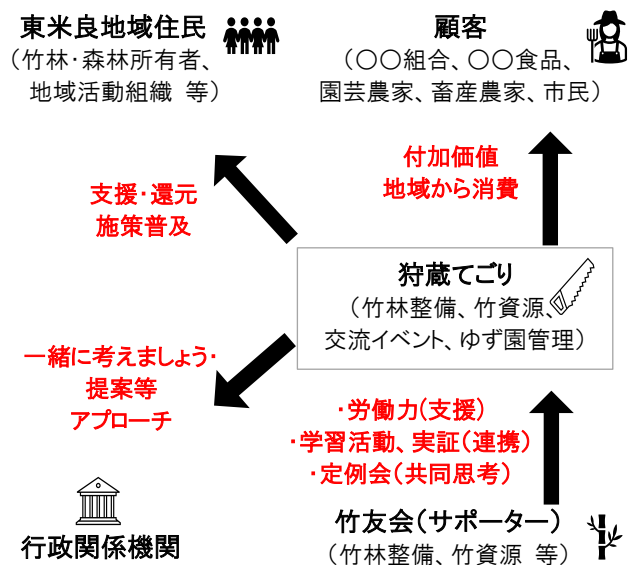 東米良地域住民
（竹林・森林所有者、
地域活動組織 等）
顧客
（〇〇組合、〇〇食品、
園芸農家、畜産農家、市民）
支援・還元
施策普及
付加価値
地域から消費
狩蔵てごり
（竹林整備、竹資源、
交流イベント、ゆず園管理）
一緒に考えましょう・
提案等
アプローチ
・労働力（支援）
・学習活動、実証（連携）
・定例会（共同思考）
行政関係機関
竹友会（サポーター）
（竹林整備、竹資源 等）